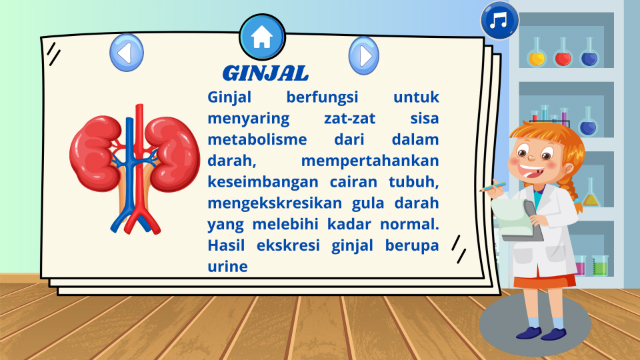 GINJAL
Ginjal berfungsi untuk
menyaring zat-zat sisa
metabolisme dari dalam
darah, mempertahankan
keseimbangan cairan tubuh,
mengekskresikan gula darah
yang melebihi kadar normal.
Hasil ekskresi ginjal berupa
urine